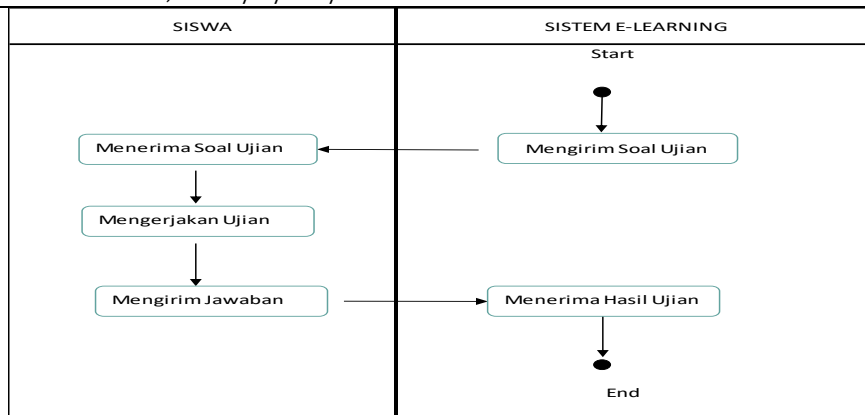 SISWA
SISTEM E-LEARNING
Start
Menerima Soal Ujian
Mengirim Soal Ujian
Mengerjakan Ujian
Mengirim Jawaban
Menerima Hasil Ujian
End